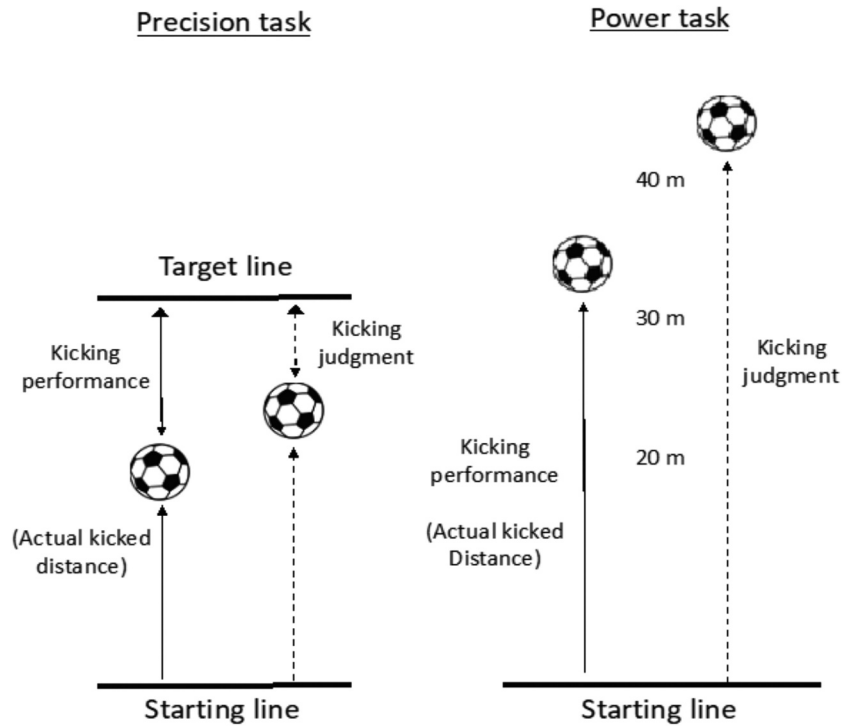 Precision task
Target line
Kicking
performance
Kicking
judgment
(Actual kicked
distance)
Starting line
Power task
40 m
30 m
Kicking
judgment
20 m
Kicking
performance
(Actual kicked
Distance)
Starting line